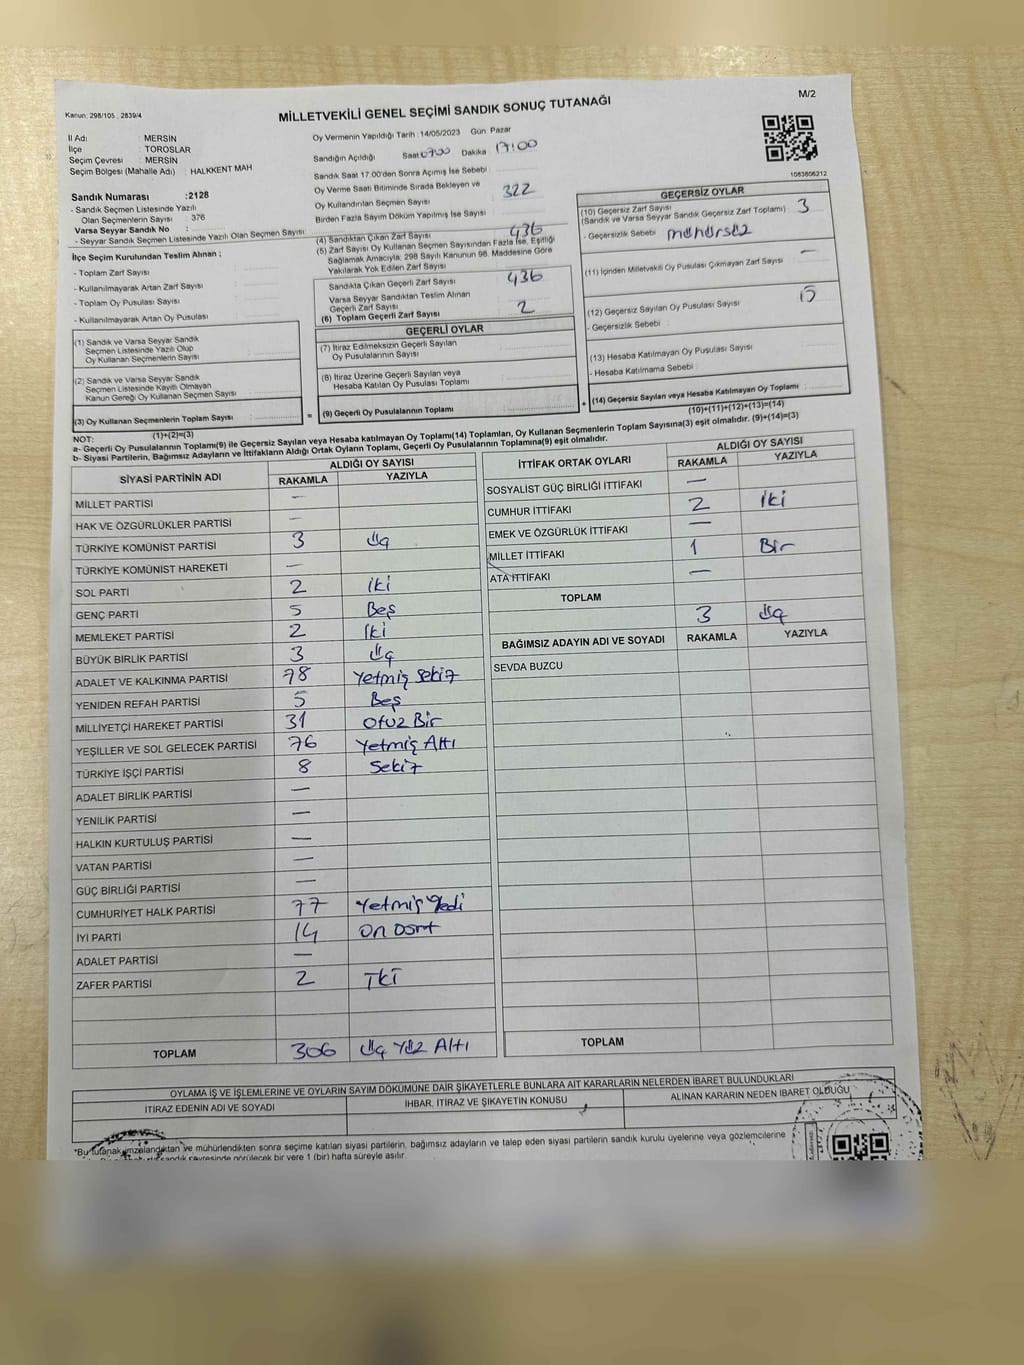 Kanun: 298/105 , 2839/4
MİLLETVEKİLİ GENEL SEÇİMİ SANDIK SONUÇ TUTANAĞI
M/2
İl Adı : MERSİN
İlçe : TOROSLAR
Seçim Çevresi : MERSİN
Seçim Bölgesi (Mahalle Adı) : HALKKENT MAH
Oy Vermenin Yapıldığı Tarih : 14/05/2023 Gün: Pazar
Sandığın Açıldığı Saat Dakika 17:00
Sandık Saat 17:00'den Sonra Açılmış İse Sebebi :
Oy Verme Saati Bitiminde Sırada Bekleyen ve
Oy Kullandırılan Seçmen Sayısı : 322
Birden Fazla Sayım Döküm Yapılmış İse Sayısı :
1083806212
Sandık Numarası : 2128
- Sandık Seçmen Listesinde Yazılı
Olan Seçmenlerin Sayısı : 376
Varsa Seyyar Sandık No :
- Seyyar Sandık Seçmen Listesinde Yazılı Olan Seçmen Sayısı:
İlçe Seçim Kurulundan Teslim Alınan ;
- Toplam Zarf Sayısı :
- Kullanılmayarak Artan Zarf Sayısı :
- Toplam Oy Pusulası Sayısı :
- Kullanılmayarak Artan Oy Pusulası :
(1) Sandık ve Varsa Seyyar Sandık
Seçmen Listesinde Yazılı Olup
Oy Kullanan Seçmenlerin Sayısı
(2) Sandık ve Varsa Seyyar Sandık
Seçmen Listesinde Kayıtlı Olmayan
Kanun Gereği Oy Kullanan Seçmen Sayısı
(3) Oy Kullanan Seçmenlerin Toplam Sayısı
(1)+(2)=(3)
(4) Sandıktan Çıkan Zarf Sayısı : 436
(5) Zarf Sayısı Oy Kullanan Seçmen Sayısından Fazla İse, Eşitliği
Sağlamak Amacıyla; 298 Sayılı Kanunun 98. Maddesine Göre
Yakılarak Yok Edilen Zarf Sayısı :
Sandıkta Çıkan Geçerli Zarf Sayısı : 436
Varsa Seyyar Sandıktan Teslim Alınan
Geçerli Zarf Sayısı : 2
(6) Toplam Geçerli Zarf Sayısı :
GEÇERLİ OYLAR
(7) İtiraz Edilmeksizin Geçerli Sayılan
Oy Pusulalarının Sayısı
(8) İtiraz Üzerine Geçerli Sayılan veya
Hesaba Katılan Oy Pusulası Toplamı
= (9) Geçerli Oy Pusulalarının Toplamı
GEÇERSİZ OYLAR
(10) Geçersiz Zarf Sayısı
(Sandık ve Varsa Seyyar Sandık Geçersiz Zarf Toplamı) 3
- Geçersizlik Sebebi : mühürsüz
(11) İçinden Milletvekili Oy Pusulası Çıkmayan Zarf Sayısı : —
(12) Geçersiz Sayılan Oy Pusulası Sayısı : 15
- Geçersizlik Sebebi :
(13) Hesaba Katılmayan Oy Pusulası Sayısı :
- Hesaba Katılmama Sebebi :
+ (14) Geçersiz Sayılan veya Hesaba Katılmayan Oy Toplamı :
(10)+(11)+(12)+(13)=(14)
NOT:
a- Geçerli Oy Pusulalarının Toplamı(9) ile Geçersiz Sayılan veya Hesaba katılmayan Oy Toplamı(14) Toplamları, Oy Kullanan Seçmenlerin Toplam Sayısına(3) eşit olmalıdır. (9)+(14)=(3)
b- Siyasi Partilerin, Bağımsız Adayların ve İttifakların Aldığı Ortak Oyların Toplamı, Geçerli Oy Pusulalarının Toplamına(9) eşit olmalıdır.
SİYASİ PARTİNİN ADI ALDIĞI OY SAYISI
RAKAMLA YAZIYLA
MİLLET PARTİSİ —
HAK VE ÖZGÜRLÜKLER PARTİSİ —
TÜRKİYE KOMÜNİST PARTİSİ 3 Üç
TÜRKİYE KOMÜNİST HAREKETİ —
SOL PARTİ 2 iki
GENÇ PARTİ 5 Beş
MEMLEKET PARTİSİ 2 İki
BÜYÜK BİRLİK PARTİSİ 3 Üç
ADALET VE KALKINMA PARTİSİ 78 Yetmiş Sekiz
YENİDEN REFAH PARTİSİ 5 Beş
MİLLİYETÇİ HAREKET PARTİSİ 31 Otuz Bir
YEŞİLLER VE SOL GELECEK PARTİSİ 76 Yetmiş Altı
TÜRKİYE İŞÇİ PARTİSİ 8 Sekiz
ADALET BİRLİK PARTİSİ —
YENİLİK PARTİSİ —
HALKIN KURTULUŞ PARTİSİ —
VATAN PARTİSİ —
GÜÇ BİRLİĞİ PARTİSİ —
CUMHURİYET HALK PARTİSİ 77 Yetmiş Yedi
İYİ PARTİ 14 On Dört
ADALET PARTİSİ —
ZAFER PARTİSİ 2 İki
TOPLAM 306 Üç Yüz Altı
İTTİFAK ORTAK OYLARI ALDIĞI OY SAYISI
RAKAMLA YAZIYLA
SOSYALİST GÜÇ BİRLİĞİ İTTİFAKI —
CUMHUR İTTİFAKI 2 İki
EMEK VE ÖZGÜRLÜK İTTİFAKI —
MİLLET İTTİFAKI 1 Bir
ATA İTTİFAKI —
TOPLAM 3 Üç
BAĞIMSIZ ADAYIN ADI VE SOYADI RAKAMLA YAZIYLA
SEVDA BUZCU
TOPLAM
OYLAMA İŞ VE İŞLEMLERİNE VE OYLARIN SAYIM DÖKÜMÜNE DAİR ŞİKAYETLERLE BUNLARA AİT KARARLARIN NELERDEN İBARET BULUNDUKLARI
İTİRAZ EDENİN ADI VE SOYADI İHBAR, İTİRAZ VE ŞİKAYETİN KONUSU ALINAN KARARIN NEDEN İBARET OLDUĞU
*Bu tutanak imzalandıktan ve mühürlendikten sonra seçime katılan siyasi partilerin, bağımsız adayların ve talep eden siyasi partilerin sandık kurulu üyelerine veya gözlemcilerine
sandık çevresinde görülecek bir yere 1 (bir) hafta süreyle asılır.